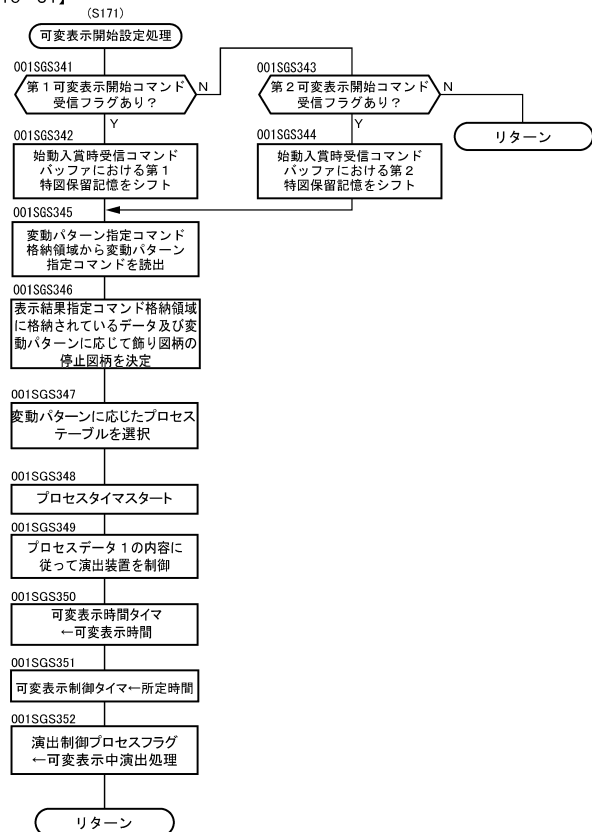 (S171)
可変表示開始設定処理
001SGS341
第1可変表示開始コマンド
受信フラグあり？
N
Y
001SGS343
第2可変表示開始コマンド
受信フラグあり？
N
Y
リターン
001SGS342
始動入賞時受信コマンド
バッファにおける第1
特図保留記憶をシフト
001SGS344
始動入賞時受信コマンド
バッファにおける第2
特図保留記憶をシフト
001SGS345
変動パターン指定コマンド
格納領域から変動パターン
指定コマンドを読出
001SGS346
表示結果指定コマンド格納領域
に格納されているデータ及び変
動パターンに応じて飾り図柄の
停止図柄を決定
001SGS347
変動パターンに応じたプロセス
テーブルを選択
001SGS348
プロセスタイマスタート
001SGS349
プロセスデータ1の内容に
従って演出装置を制御
001SGS350
可変表示時間タイマ
←可変表示時間
001SGS351
可変表示制御タイマ←所定時間
001SGS352
演出制御プロセスフラグ
←可変表示中演出処理
リターン